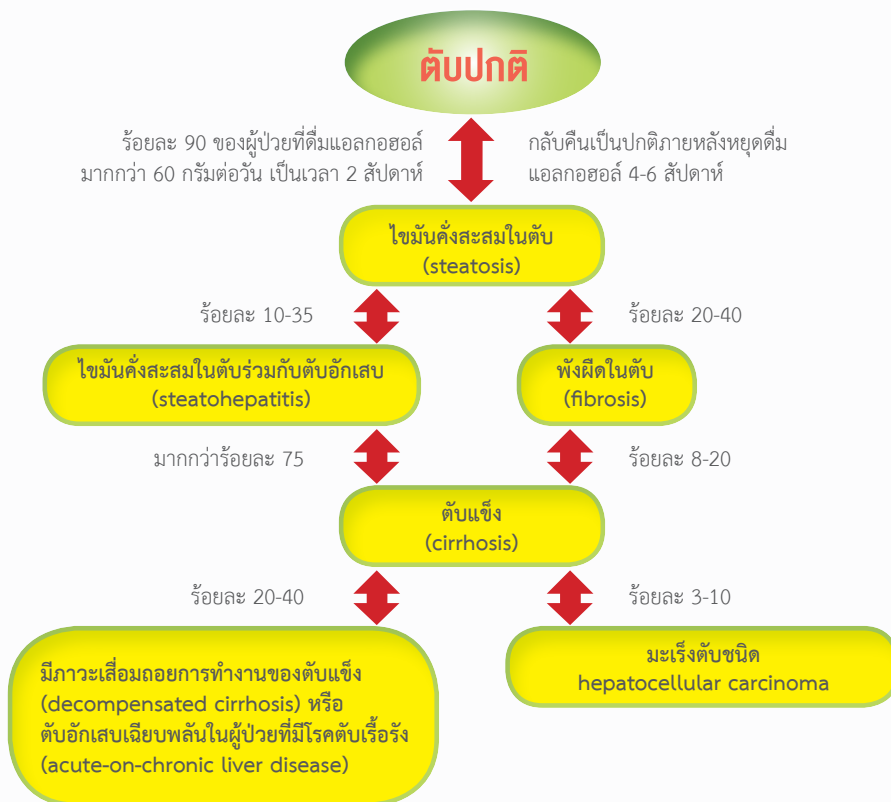 ตับปกติ
ร้อยละ 90 ของผู้ป่วยที่ดื่มแอลกอฮอล์
มากกว่า 60 กรัมต่อวัน เป็นเวลา 2 สัปดาห์
กลับคืนเป็นปกติภายหลังหยุดดื่ม
แอลกอฮอล์ 4-6 สัปดาห์
ไขมันคั่งสะสมในตับ
(steatosis)
ร้อยละ 10-35
ร้อยละ 20-40
ไขมันคั่งสะสมในตับร่วมกับตับอักเสบ
(steatohepatitis)
พังผืดในตับ
(fibrosis)
มากกว่าร้อยละ 75
ร้อยละ 8-20
ตับแข็ง
(cirrhosis)
ร้อยละ 20-40
ร้อยละ 3-10
มีภาวะเสื่อมถอยการทำงานของตับแข็ง
(decompensated cirrhosis) หรือ
ตับอักเสบเฉียบพลันในผู้ป่วยที่มีโรคตับเรื้อรัง
(acute-on-chronic liver disease)
มะเร็งตับชนิด
hepatocellular carcinoma